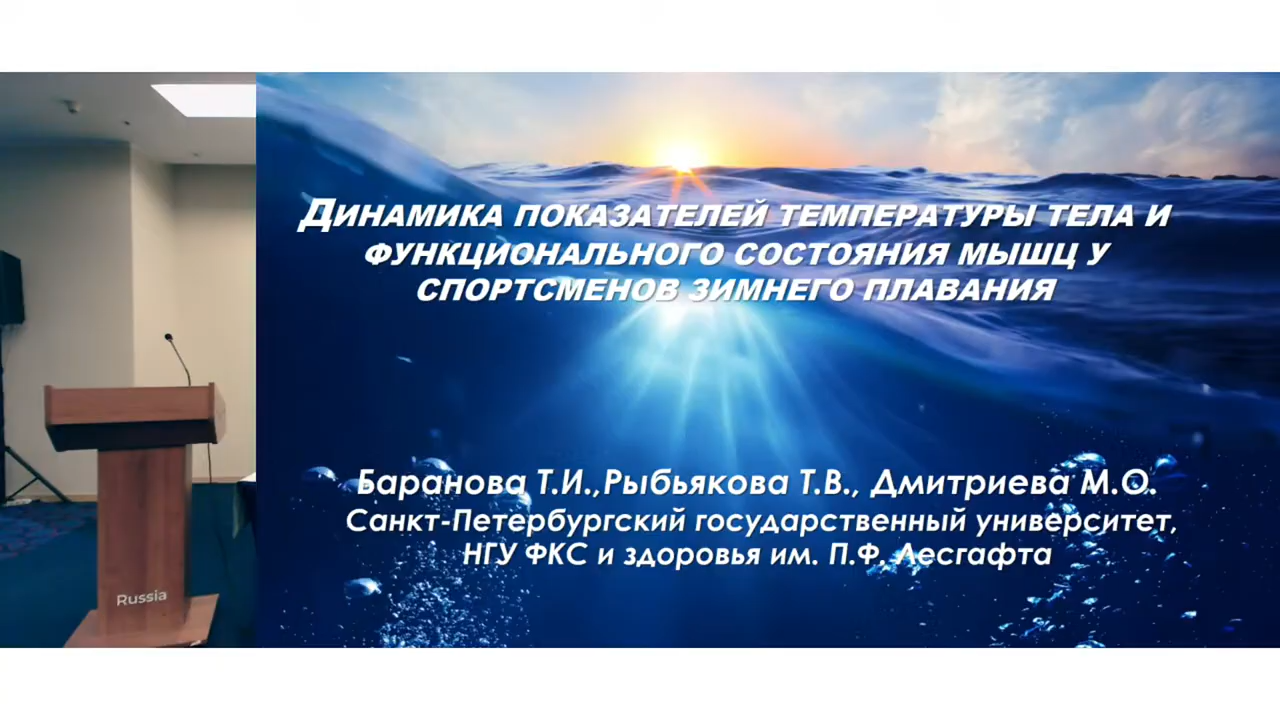 ДИНАМИКА ПОКАЗАТЕЛЕЙ ТЕМПЕРАТУРЫ ТЕЛА И
ФУНКЦИОНАЛЬНОГО СОСТОЯНИЯ МЫШЦ У
СПОРТСМЕНОВ ЗИМНЕГО ПЛАВАНИЯ
Баранова Т.И.,Рыбьякова Т.В., Дмитриева М.О.
Санкт-Петербургский государственный университет,
НГУ ФКС и здоровья им. П.Ф. Лесгафта
Russia